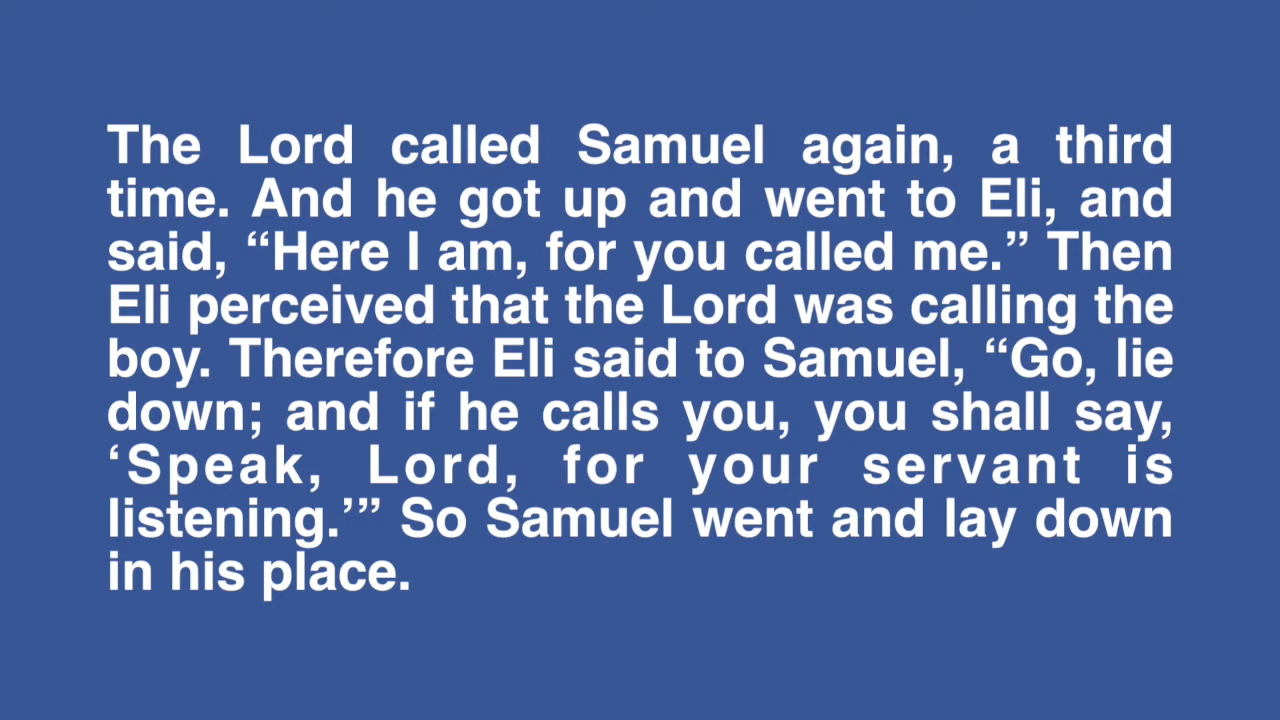 The Lord called Samuel again, a third
time. And he got up and went to Eli, and
said, “Here I am, for you called me.” Then
Eli perceived that the Lord was calling the
boy. Therefore Eli said to Samuel, “Go, lie
down; and if he calls you, you shall say,
‘Speak, Lord, for your servant is
listening.’” So Samuel went and lay down
in his place.